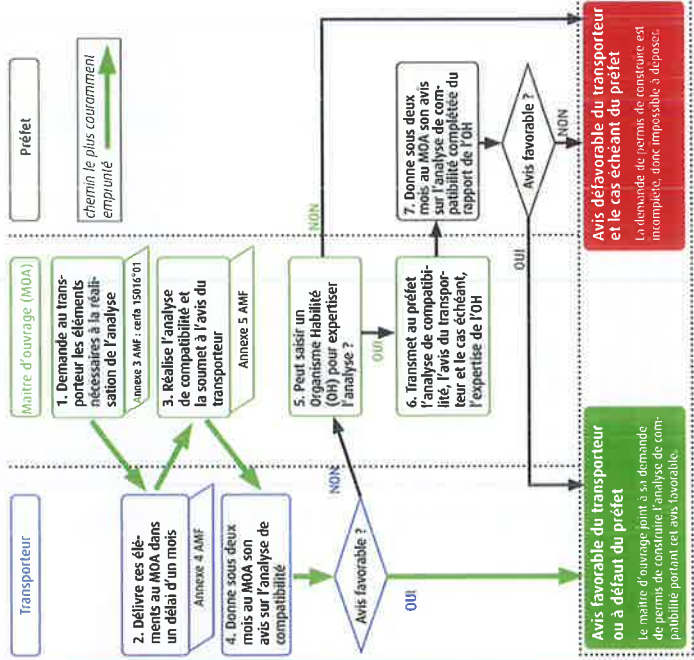 Transporteur
Maître d'ouvrage (MOA)
Préfet
chemin le plus couramment
emprunté
1. Demande au trans-
porteur les éléments
nécessaires à la réali-
sation de l'analyse
Annexe 3 AMF : cerfa 15016*01
2. Délivre ces élé-
ments au MOA dans
un délai d'un mois
Annexe 4 AMF
3. Réalise l'analyse
de compatibilité et
la soumet à l'avis du
transporteur
Annexe 5 AMF
4. Donne sous deux
mois au MOA son
avis sur l'analyse de
compatibilité
Avis favorable ?
NON
OUI
5. Peut saisir un
Organisme Habilité
(OH) pour expertiser
l'analyse ?
NON
OUI
6. Transmet au préfet
l'analyse de compatibi-
lité, l'avis du transpor-
teur, et le cas échéant,
l'expertise de l'OH
7. Donne sous deux
mois au MOA son avis
sur l'analyse de com-
patibilité complétée du
rapport de l'OH
Avis favorable ?
OUI
NON
Avis favorable du transporteur
ou à défaut du préfet
Le maître d'ouvrage joint à sa demande
de permis de construire l'analyse de com-
patibilité portant cet avis favorable.
Avis défavorable du transporteur
et le cas échéant du préfet
La demande de permis de construire est
incomplète, donc impossible à déposer.